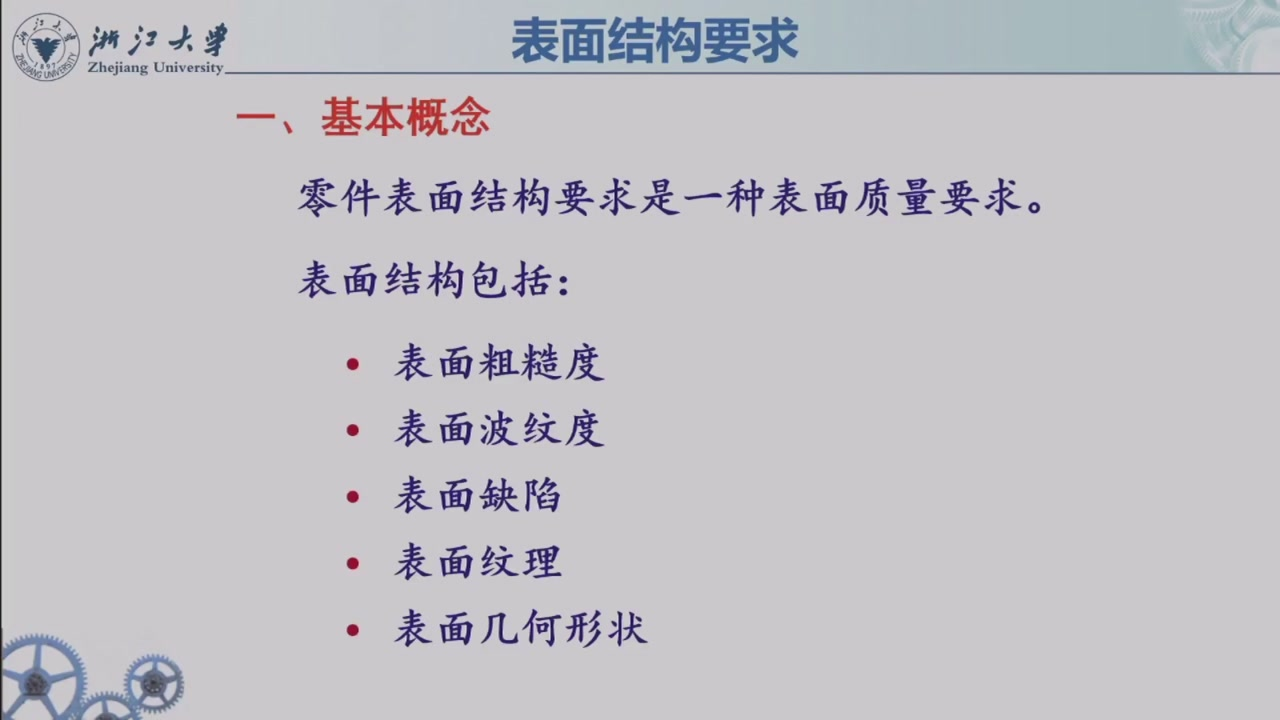 浙江大学
Zhejiang University
表面结构要求
一、基本概念
零件表面结构要求是一种表面质量要求。
表面结构包括：
• 表面粗糙度
• 表面波纹度
• 表面缺陷
• 表面纹理
• 表面几何形状